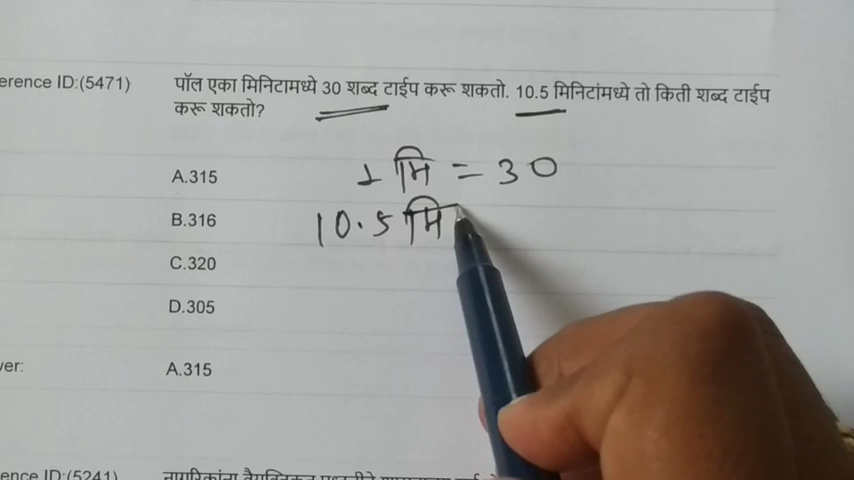 erence ID:(5471)
पॉल एका मिनिटामध्ये 30 शब्द टाईप करू शकतो. 10.5 मिनिटांमध्ये तो किती शब्द टाईप
करू शकतो?
1 मि = 30
A.315
10.5 मि
B.316
C.320
D.305
ver:
A.315
ence ID:(5241)